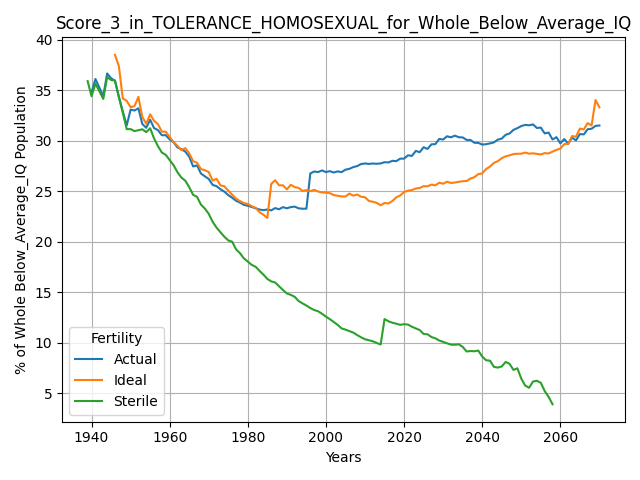 Score_3_in_TOLERANCE_HOMOSEXUAL_for_Whole_Below_Average_IQ
% of Whole Below_Average_IQ Population
40
35
30
25
20
15
10
5
Fertility
Actual
Ideal
Sterile
1940 1960 1980 2000 2020 2040 2060
Years